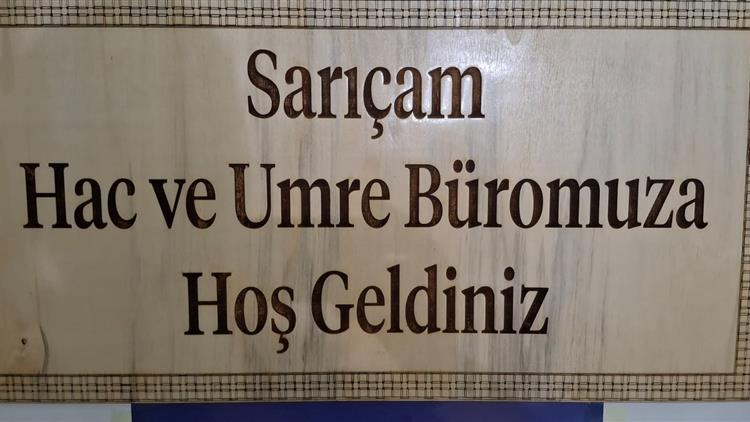 Sarıçam
Hac ve Umre Büromuza
Hoş Geldiniz